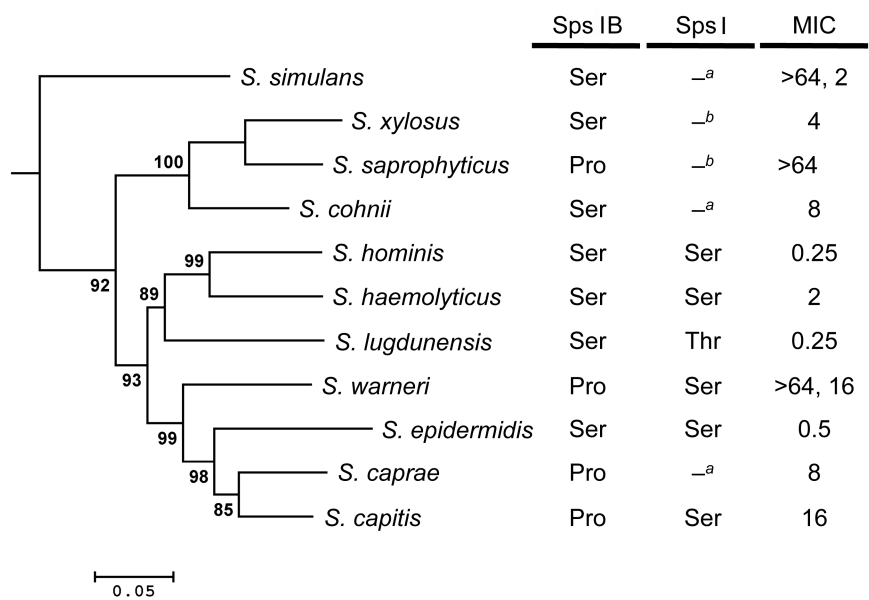 Sps IB Sps I MIC
S. simulans Ser –a >64, 2
S. xylosus Ser –b 4
100
S. saprophyticus Pro –b >64
S. cohnii Ser –a 8
S. hominis Ser Ser 0.25
99
92
89
S. haemolyticus Ser Ser 2
S. lugdunensis Ser Thr 0.25
93
S. warneri Pro Ser >64, 16
S. epidermidis Ser Ser 0.5
99
S. caprae Pro –a 8
98
85
S. capitis Pro Ser 16
0.05